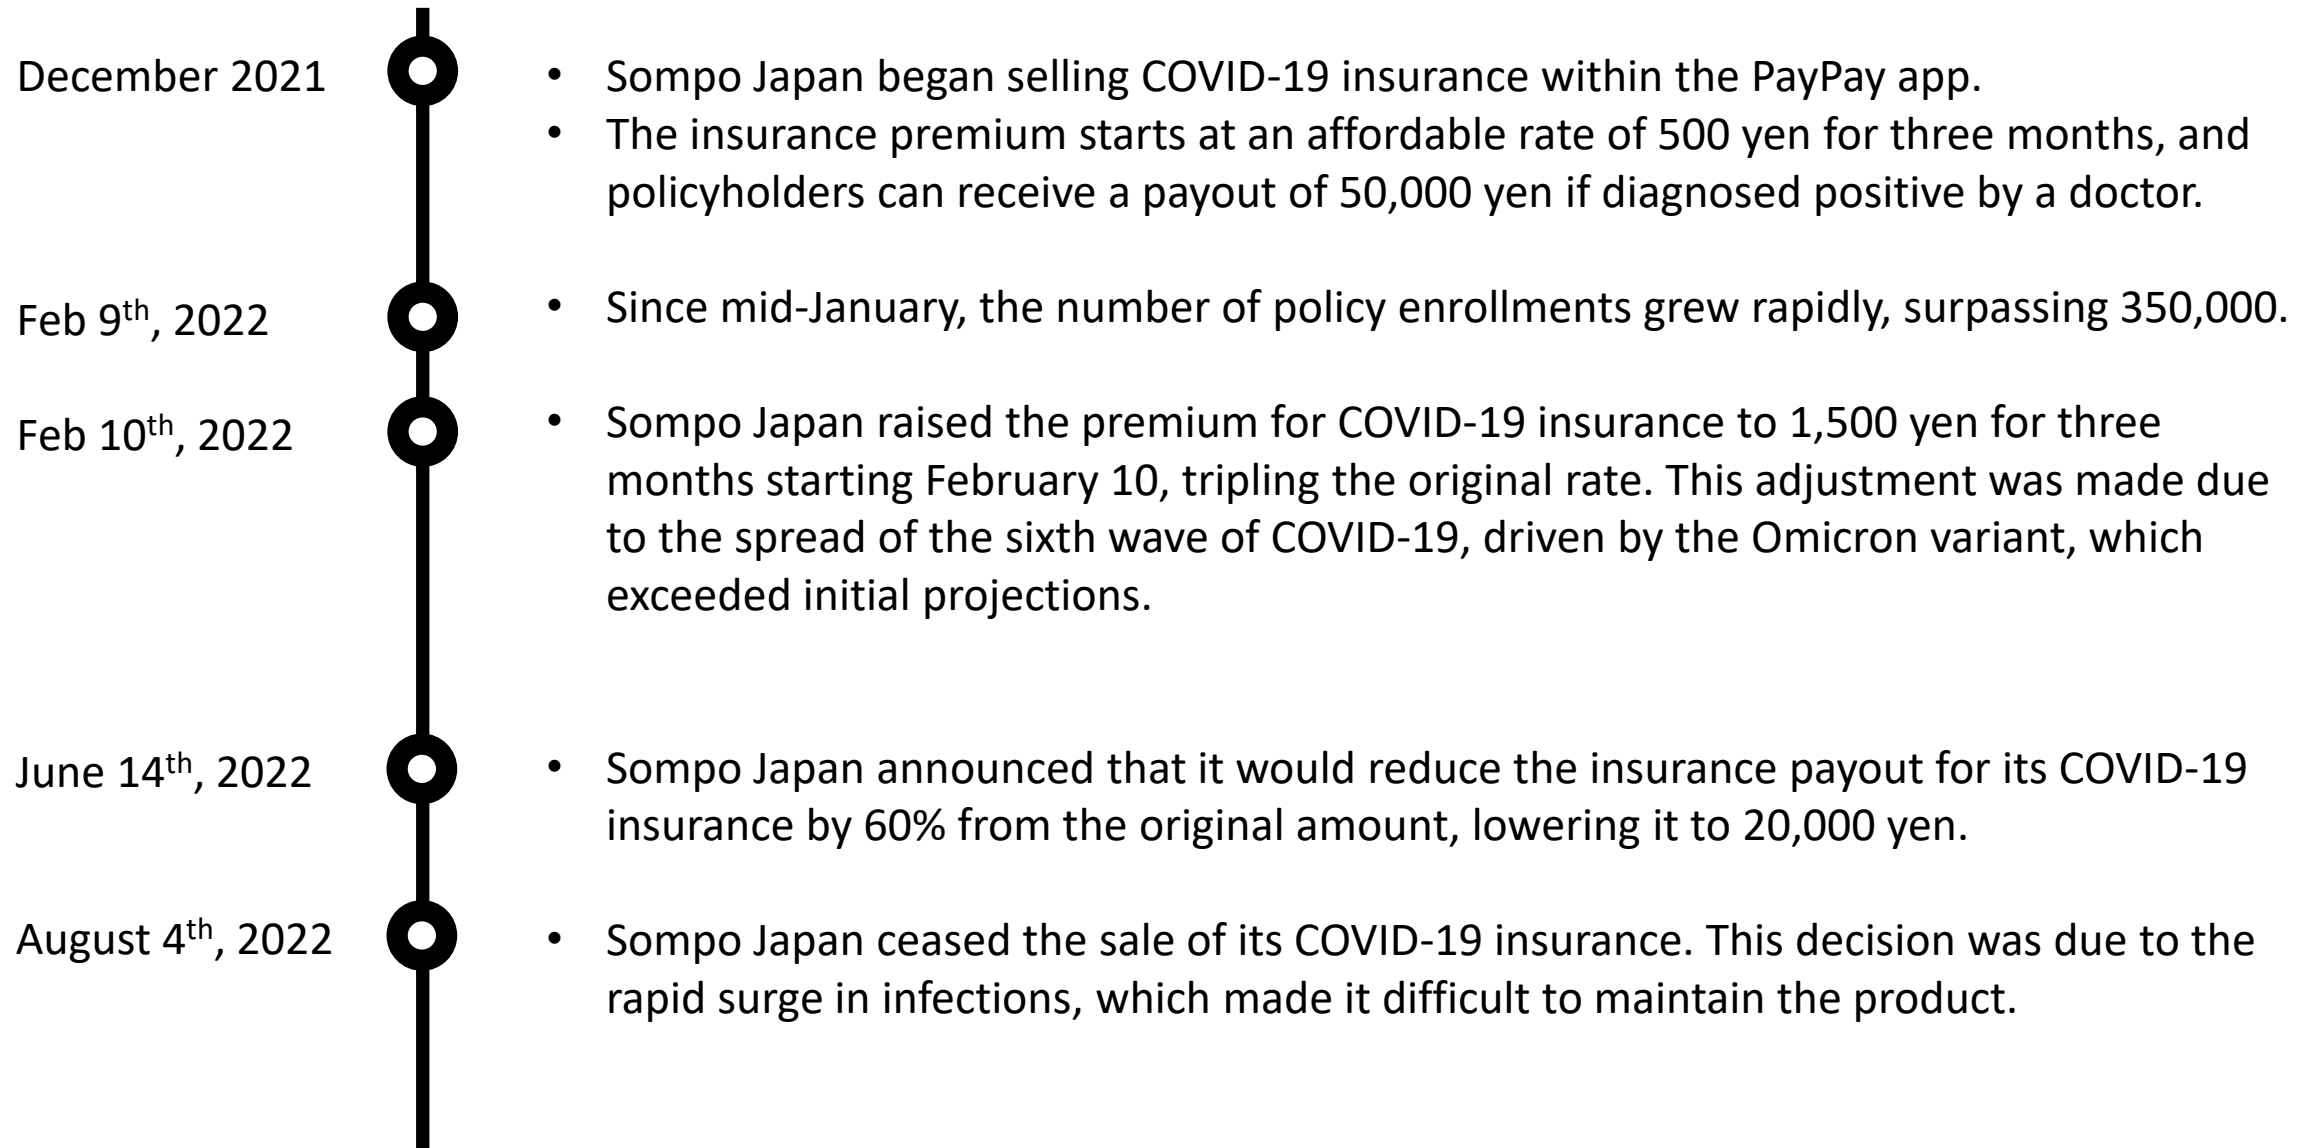 December 2021
• Sompo Japan began selling COVID-19 insurance within the PayPay app.
• The insurance premium starts at an affordable rate of 500 yen for three months, and
policyholders can receive a payout of 50,000 yen if diagnosed positive by a doctor.
Feb 9th, 2022
• Since mid-January, the number of policy enrollments grew rapidly, surpassing 350,000.
Feb 10th, 2022
• Sompo Japan raised the premium for COVID-19 insurance to 1,500 yen for three
months starting February 10, tripling the original rate. This adjustment was made due
to the spread of the sixth wave of COVID-19, driven by the Omicron variant, which
exceeded initial projections.
June 14th, 2022
• Sompo Japan announced that it would reduce the insurance payout for its COVID-19
insurance by 60% from the original amount, lowering it to 20,000 yen.
August 4th, 2022
• Sompo Japan ceased the sale of its COVID-19 insurance. This decision was due to the
rapid surge in infections, which made it difficult to maintain the product.